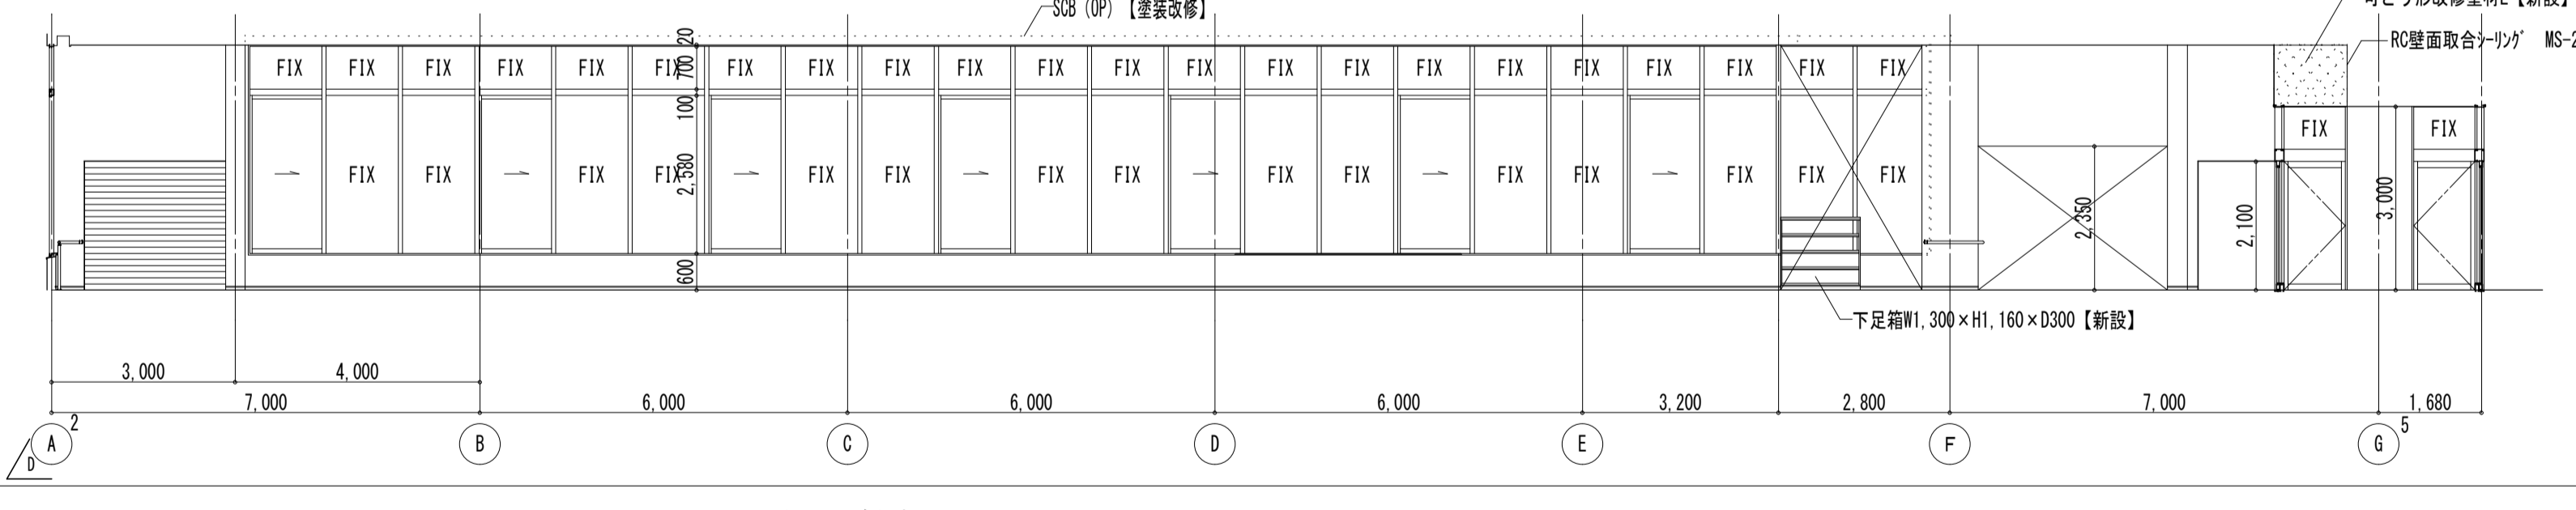 SCB (OP) 【塗装改修】
RC壁面取合シーリング MS-2
20
FIX FIX FIX FIX FIX FIX FIX FIX FIX FIX FIX FIX FIX FIX FIX FIX FIX FIX FIX FIX FIX FIX
700
100
FIX FIX
FIX FIX FIX FIX FIX FIX FIX FIX FIX FIX FIX FIX FIX FIX FIX
2,580
2,350
2,100
3,000
600
下足箱W1,300×H1,160×D300【新設】
3,000 4,000
7,000 6,000 6,000 6,000 3,200 2,800 7,000 1,680
2 5
A B C D E F G
D